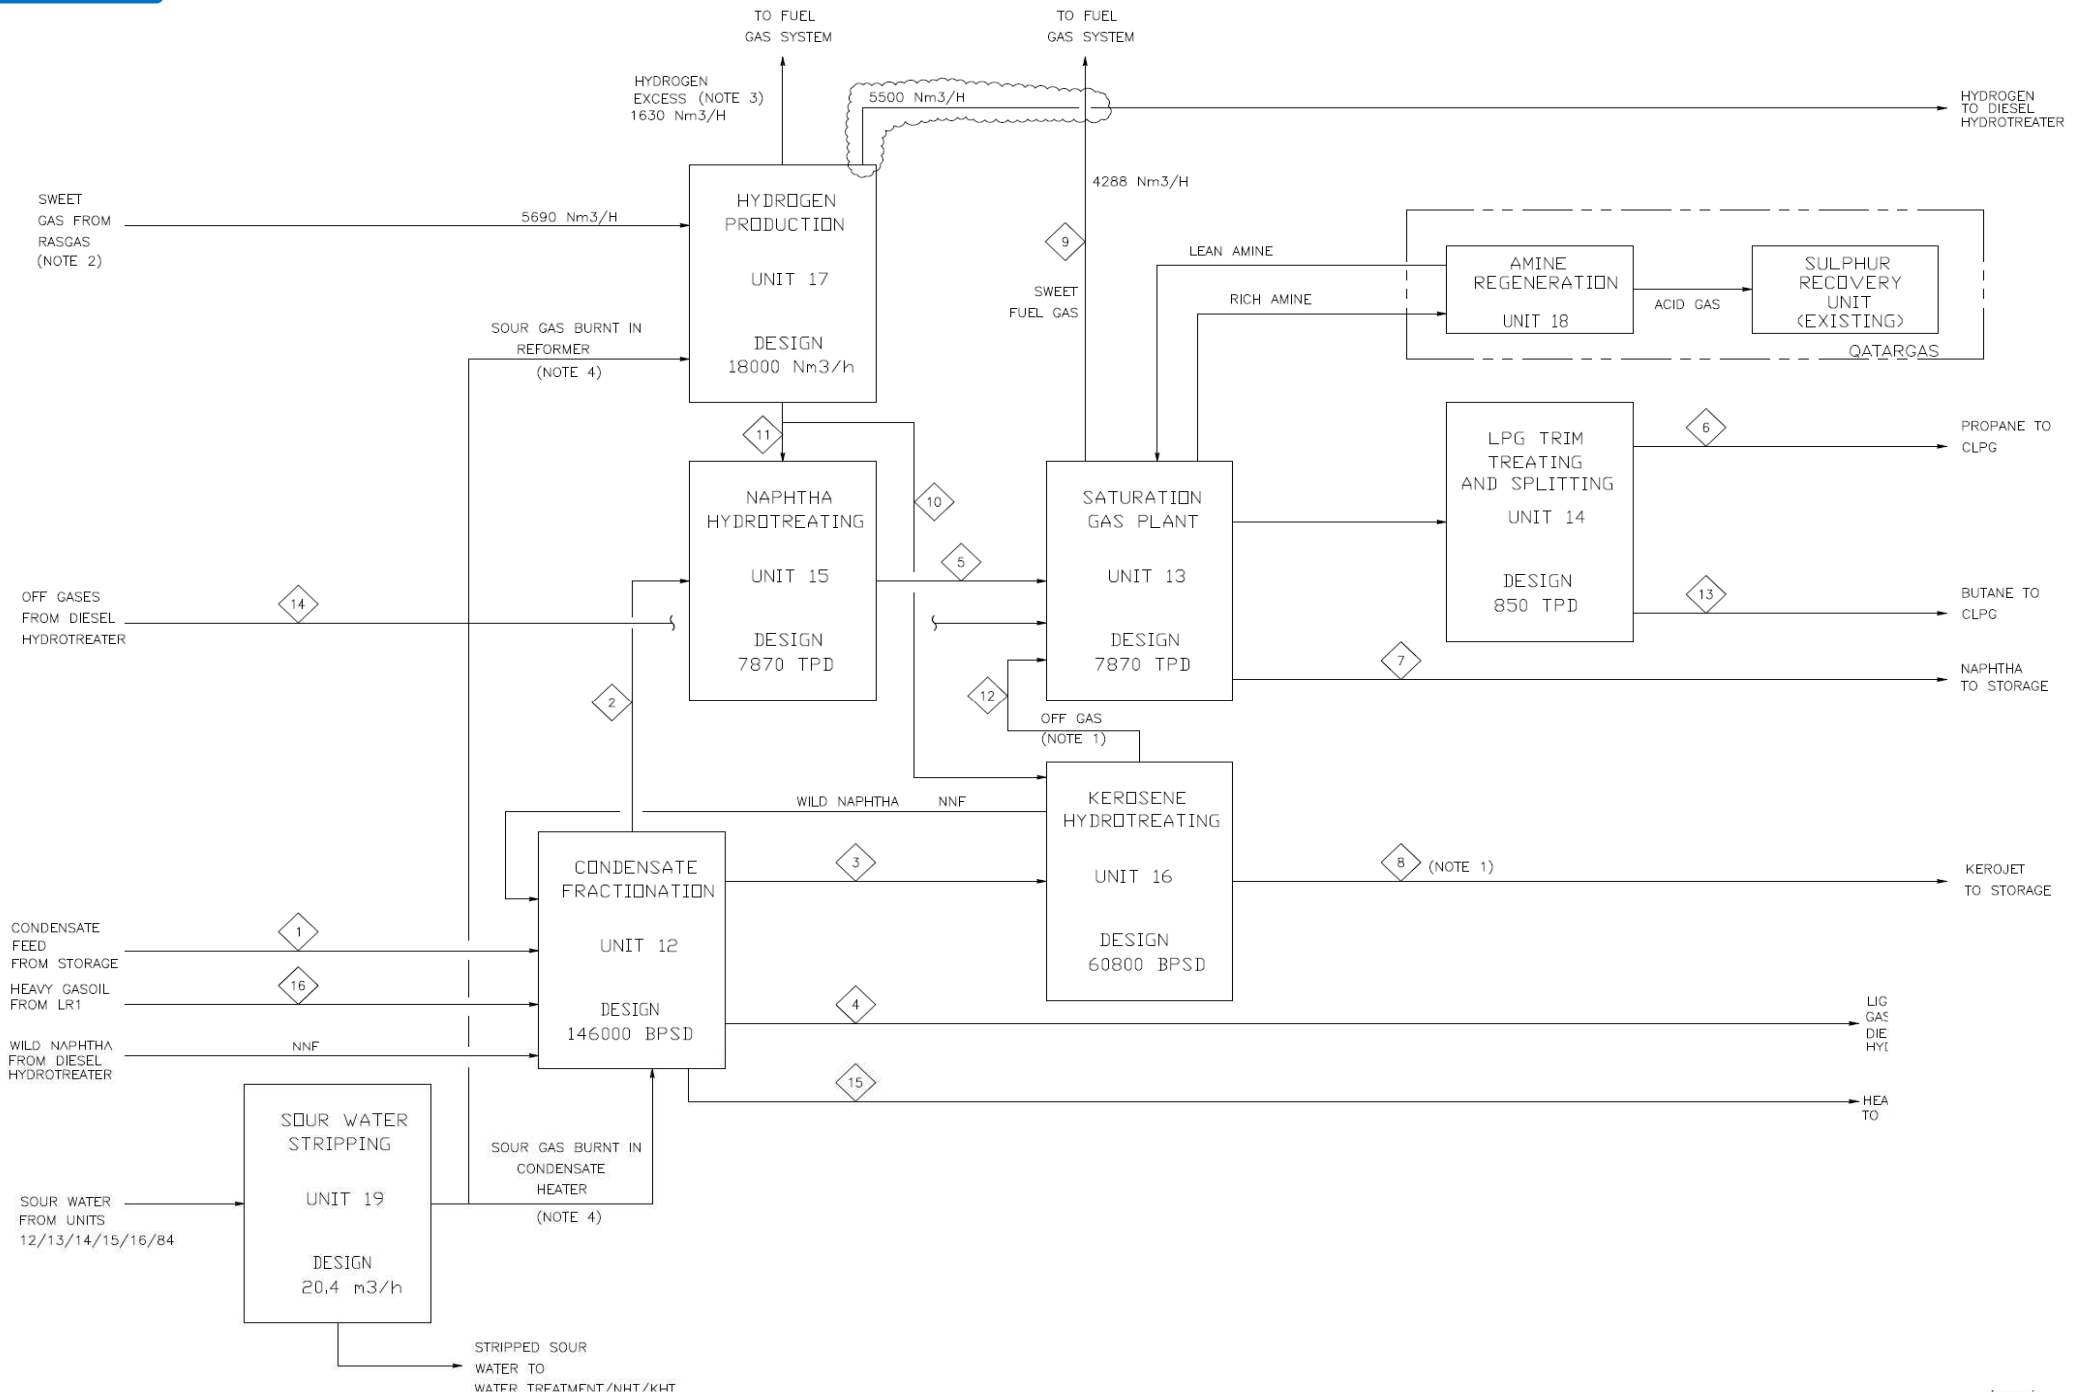 TO FUEL
GAS SYSTEM
TO FUEL
GAS SYSTEM
HYDROGEN
EXCESS (NOTE 3)
1630 Nm3/H
5500 Nm3/H
HYDROGEN
TO DIESEL
HYDROTREATER
SWEET
GAS FROM
RASGAS
(NOTE 2)
5690 Nm3/H
HYDROGEN
PRODUCTION
UNIT 17
DESIGN
18000 Nm3/h
4288 Nm3/H
9
SWEET
FUEL GAS
LEAN AMINE
RICH AMINE
AMINE
REGENERATION
UNIT 18
ACID GAS
SULPHUR
RECOVERY
UNIT
(EXISTING)
QATARGAS
SOUR GAS BURNT IN
REFORMER
(NOTE 4)
11
10
NAPHTHA
HYDROTREATING
UNIT 15
DESIGN
7870 TPD
5
SATURATION
GAS PLANT
UNIT 13
DESIGN
7870 TPD
LPG TRIM
TREATING
AND SPLITTING
UNIT 14
DESIGN
850 TPD
6
PROPANE TO
CLPG
13
BUTANE TO
CLPG
7
NAPHTHA
TO STORAGE
OFF GASES
FROM DIESEL
HYDROTREATER
14
2
12
OFF GAS
(NOTE 1)
WILD NAPHTHA NNF
KEROSENE
HYDROTREATING
UNIT 16
DESIGN
60800 BPSD
8
(NOTE 1)
KEROJET
TO STORAGE
CONDENSATE
FRACTIONATION
UNIT 12
DESIGN
146000 BPSD
3
CONDENSATE
FEED
FROM STORAGE
1
HEAVY GASOIL
FROM LR1
16
WILD NAPHTHA
FROM DIESEL
HYDROTREATER
NNF
4
LIG
GAS
DIE
HYD
15
HEA
TO
SOUR WATER
STRIPPING
UNIT 19
DESIGN
20,4 m3/h
SOUR GAS BURNT IN
CONDENSATE
HEATER
(NOTE 4)
SOUR WATER
FROM UNITS
12/13/14/15/16/84
STRIPPED SOUR
WATER TO
WATER TREATMENT/NHT/KHT